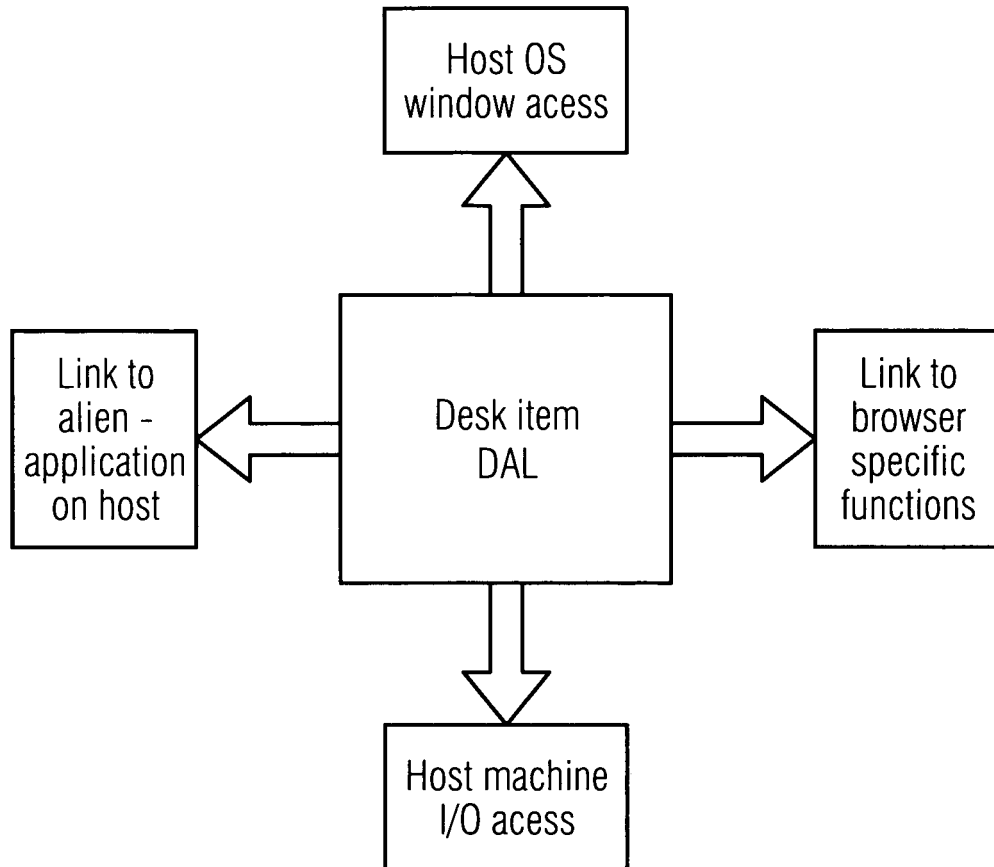 Host OS
window acess
Link to
alien -
application
on host
Desk item
DAL
Link to
browser
specific
functions
Host machine
I/O acess